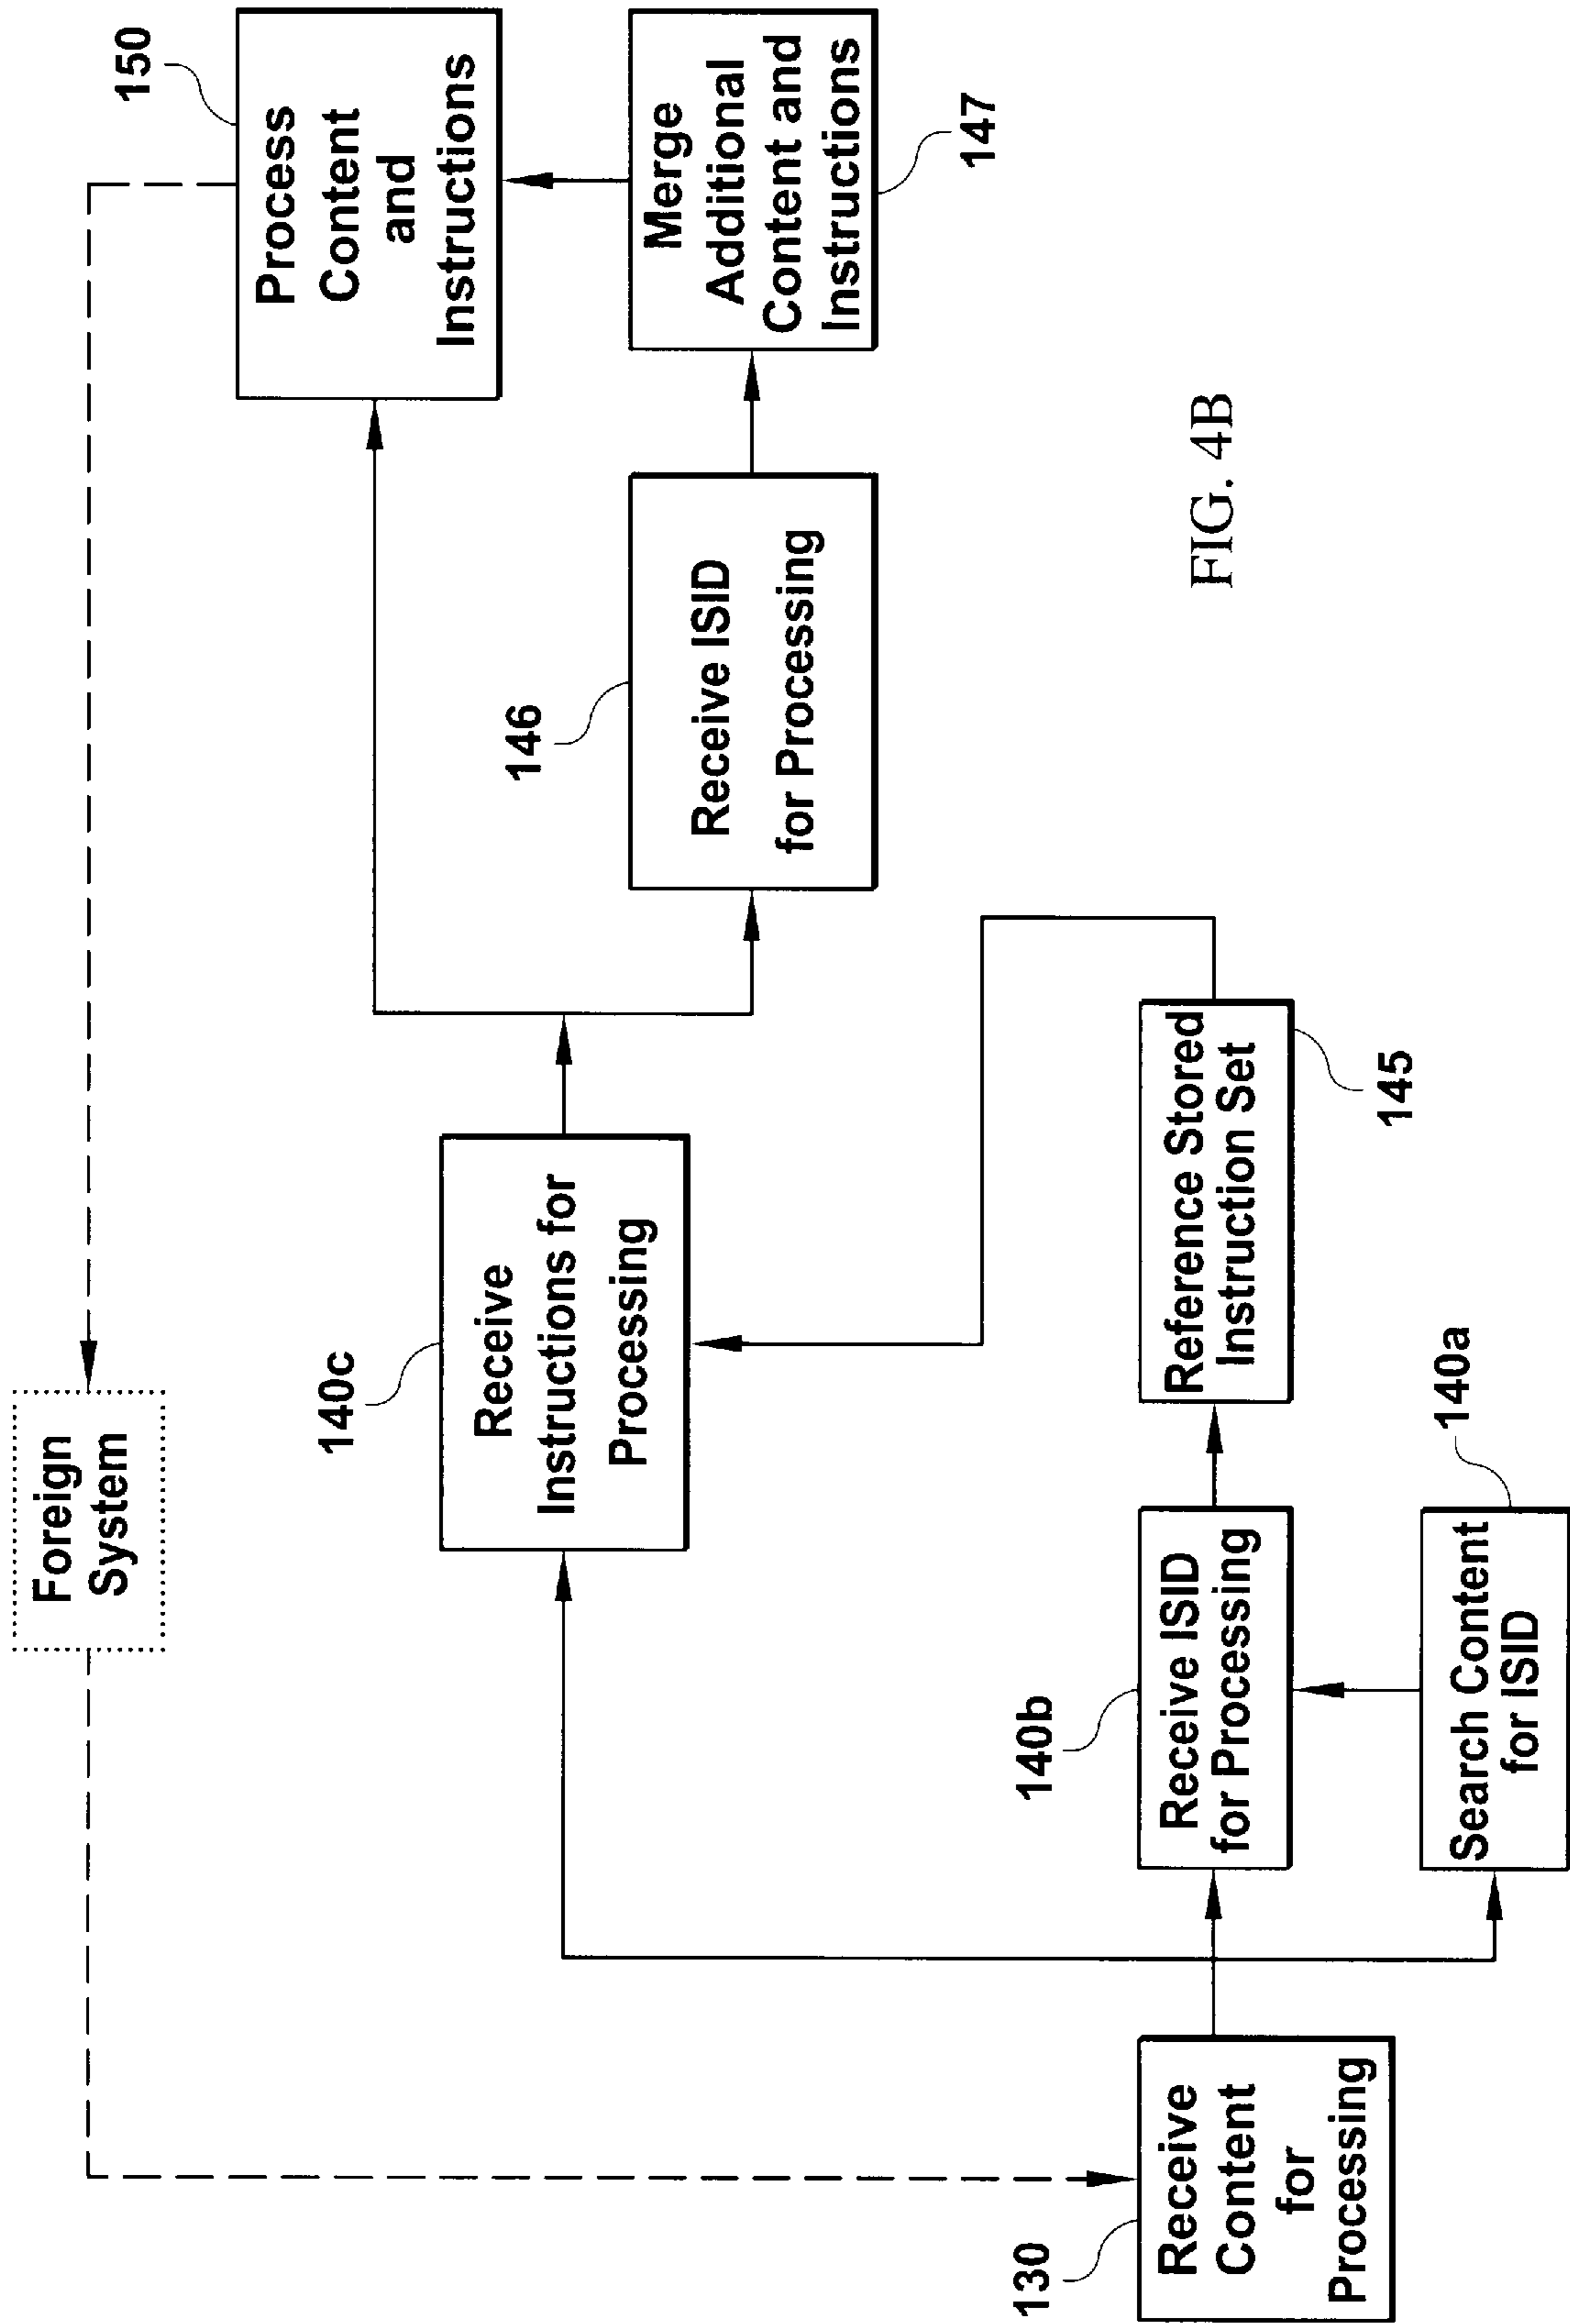 Foreign
System
150
Process
Content
and
Instructions
140c
Receive
Instructions for
Processing
146
Receive ISID
for Processing
Merge
Additional
Content and
Instructions
147
130
Receive
Content
for
Processing
140b
Receive ISID
for Processing
Reference Stored
Instruction Set
145
Search Content
for ISID
140a
FIG. 4B